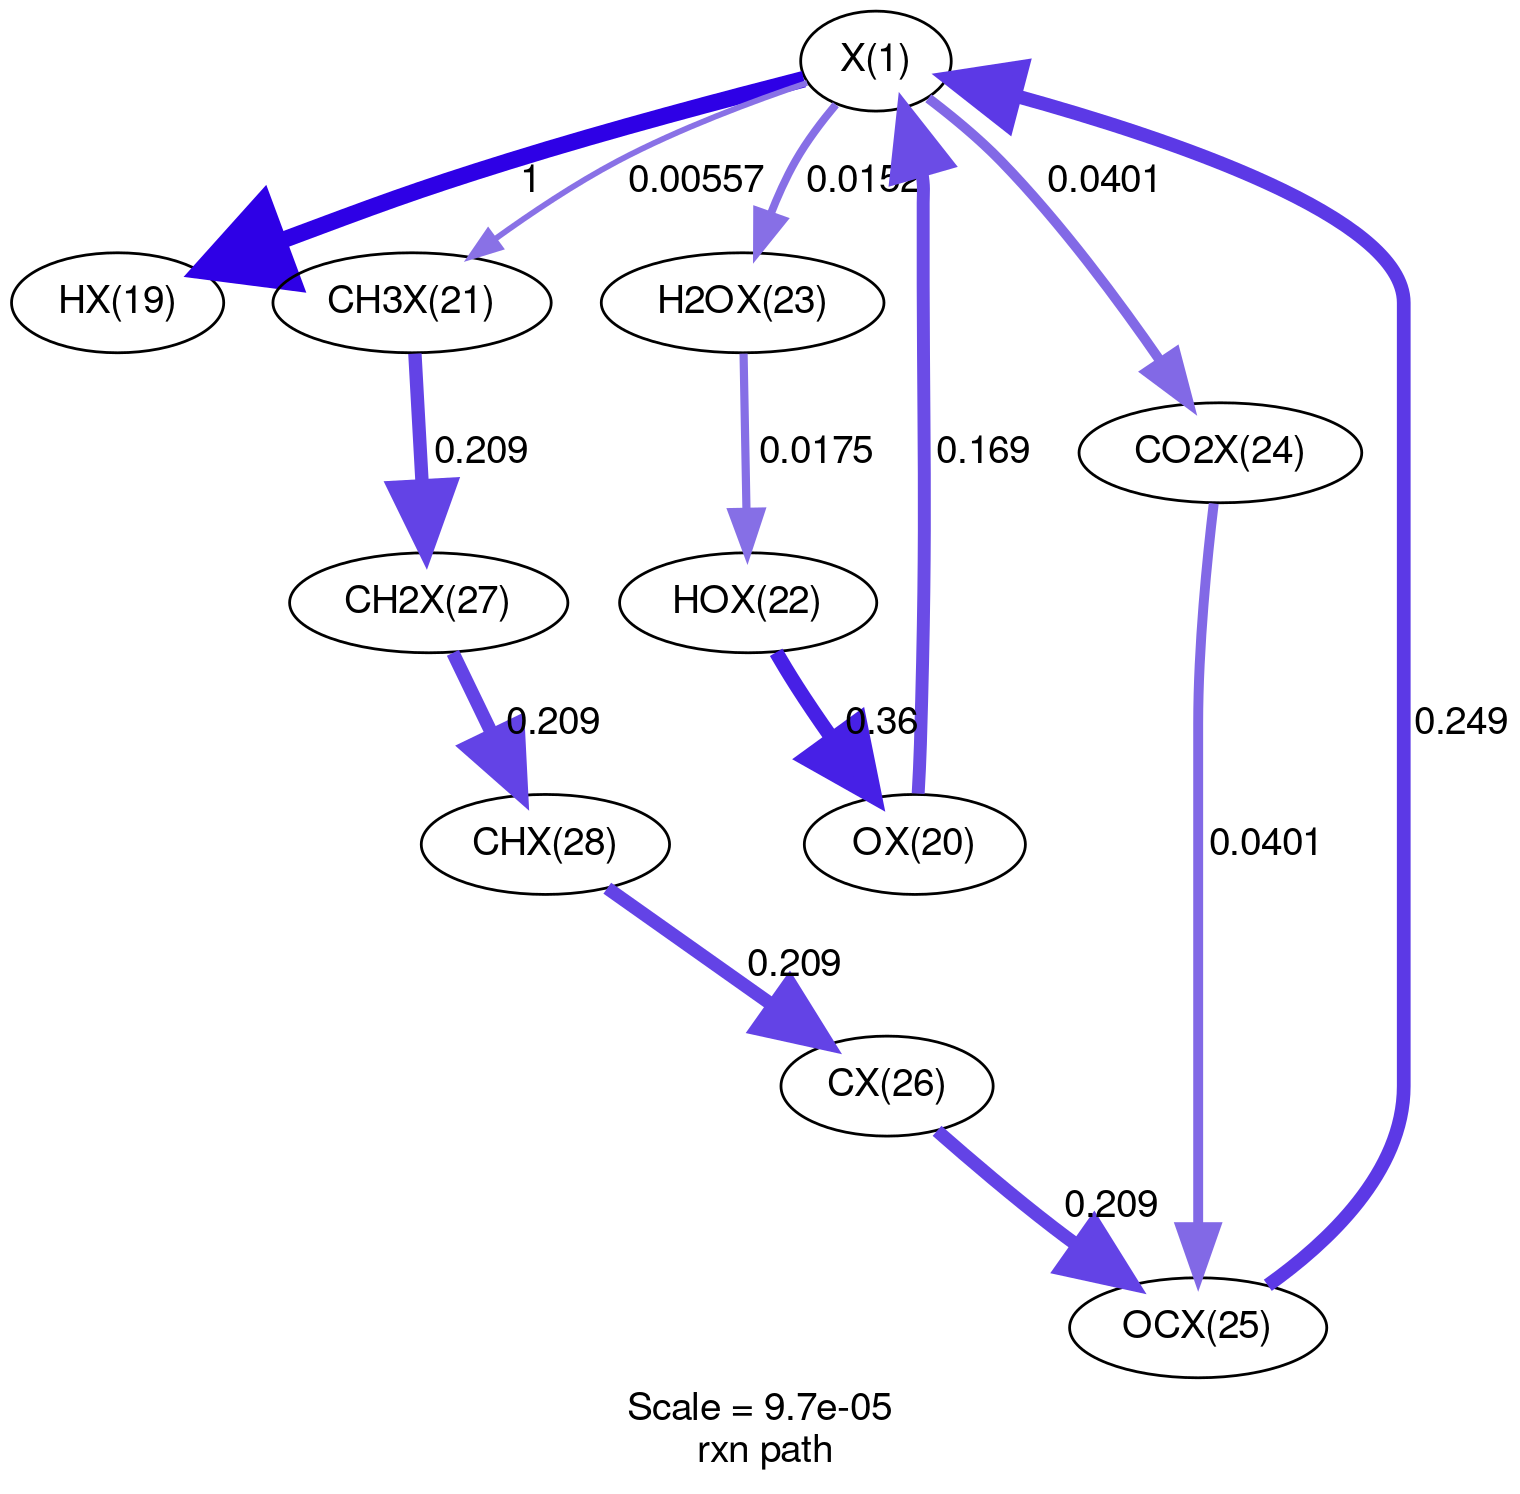 X(1)
1
0.00557
0.0152
0.0401
HX(19)
CH3X(21)
H2OX(23)
0.209
0.0175
0.169
CO2X(24)
CH2X(27)
HOX(22)
0.209
0.36
0.249
CHX(28)
OX(20)
0.0401
0.209
CX(26)
0.209
OCX(25)
Scale = 9.7e-05
rxn path